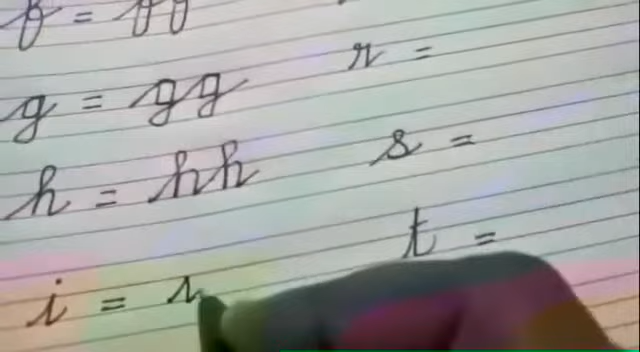 f = ff
g = gg
r =
h = hh
s =
t =
i = ı